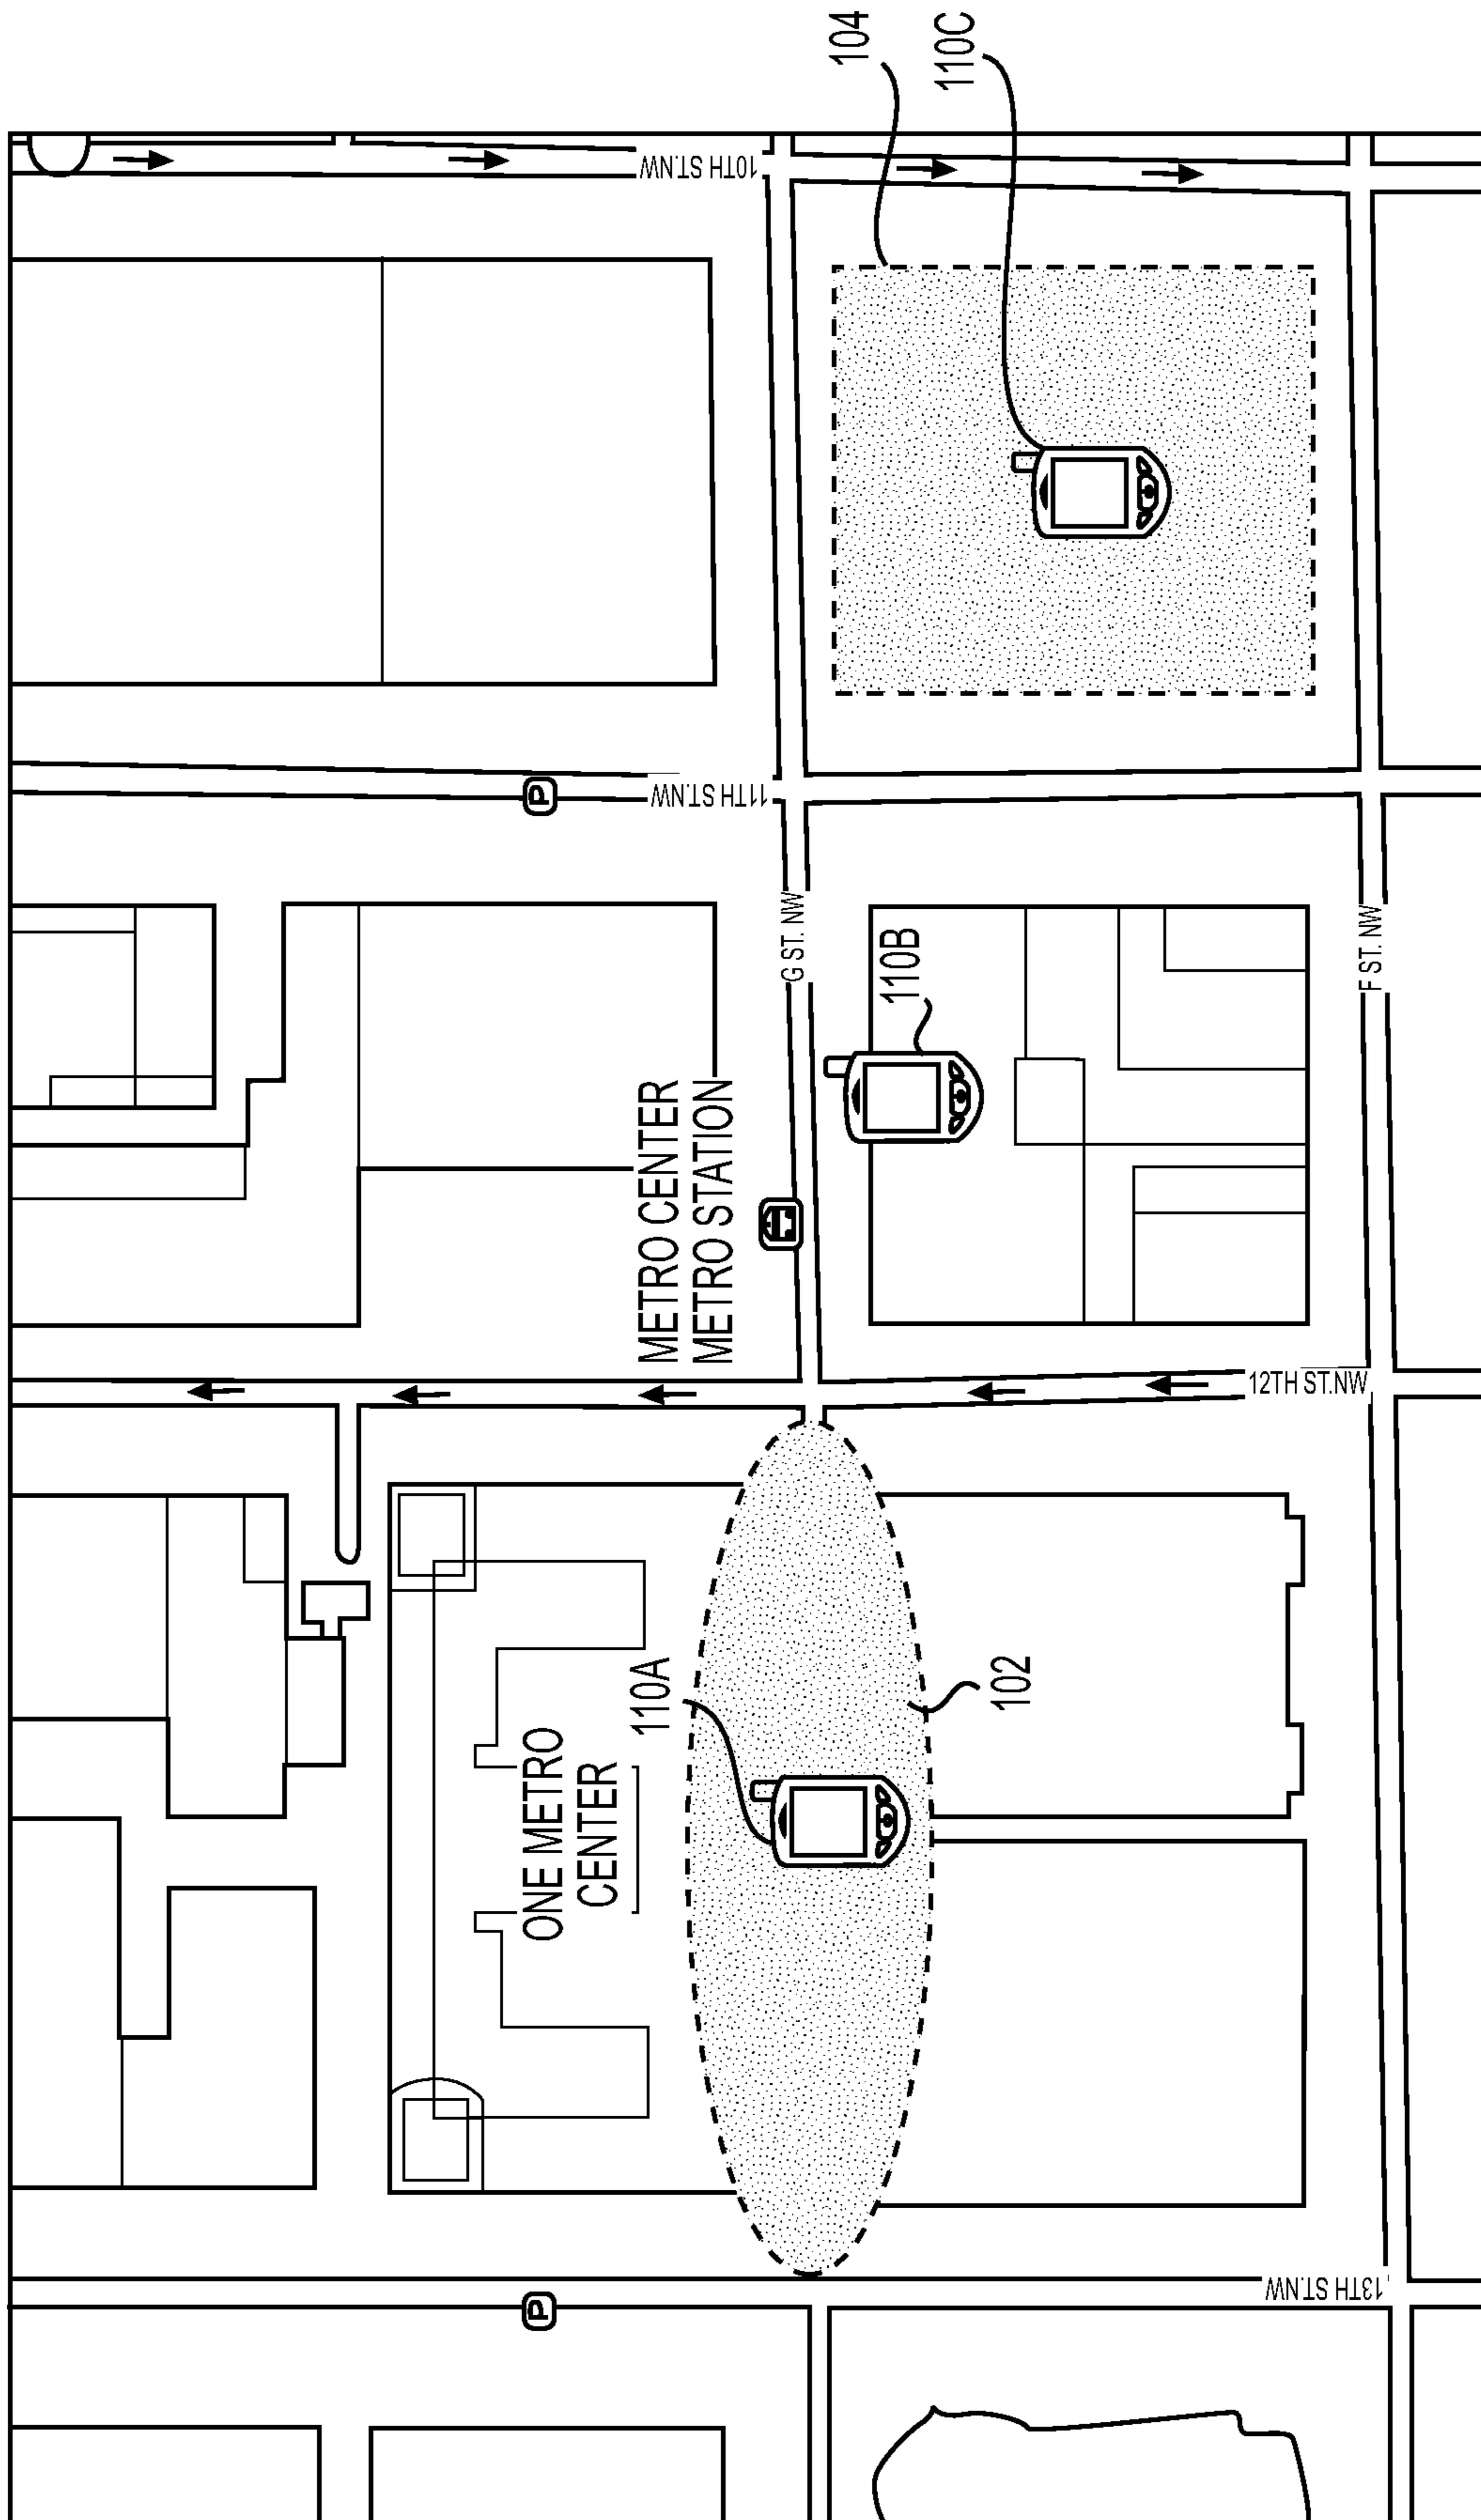 104
110C
10TH ST.NW
P
11TH ST.NW
G ST. NW
F ST. NW
110B
METRO CENTER
METRO STATION
12TH ST.NW
110A
102
ONE METRO
CENTER
P
13TH ST.NW